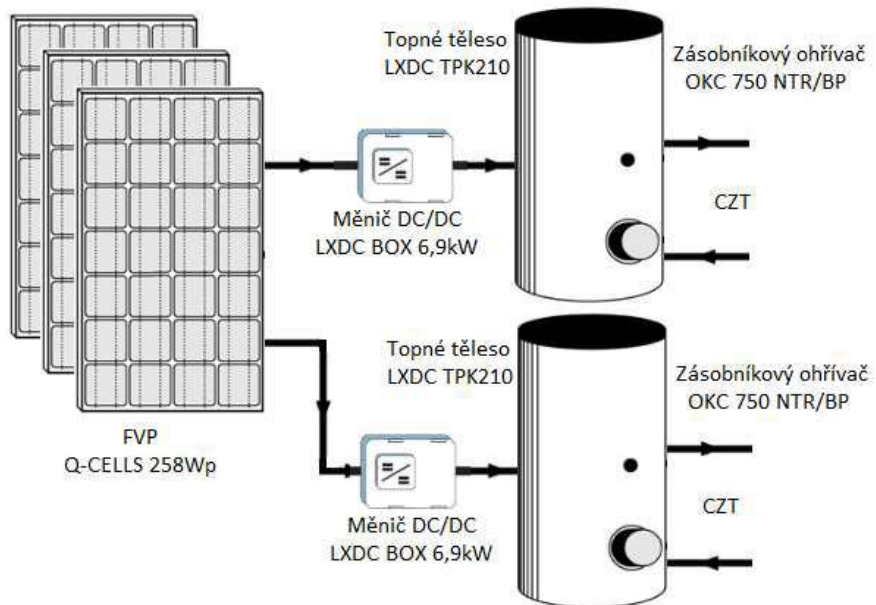 Topné těleso
LXDC TPK210
Zásobníkový ohřívač
OKC 750 NTR/BP
Měnič DC/DC
LXDC BOX 6,9kW
CZT
Topné těleso
LXDC TPK210
Zásobníkový ohřívač
OKC 750 NTR/BP
FVP
Q-CELLS 258Wp
Měnič DC/DC
LXDC BOX 6,9kW
CZT